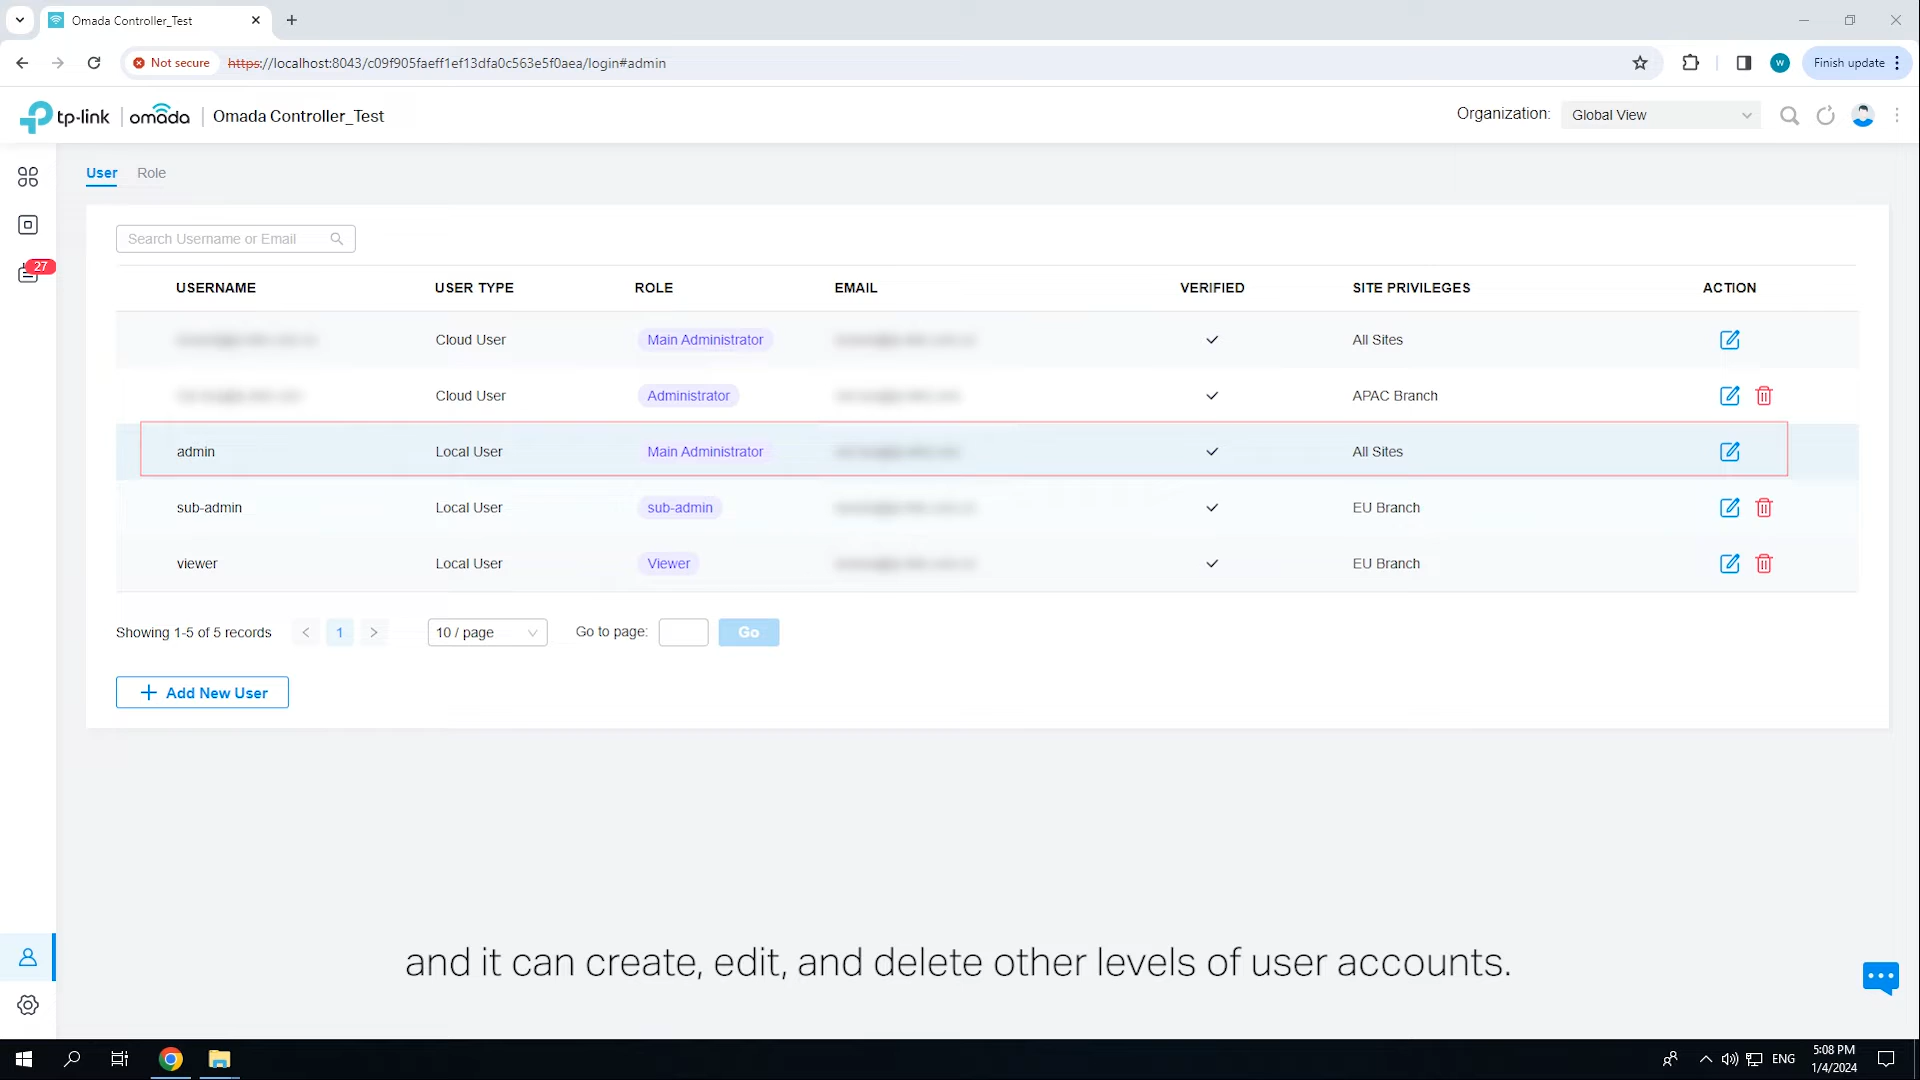 Omada Controller_Test
Not secure https://localhost:8043/c09f905faeff1ef13dfa0c563e5f0aea/login#admin W Finish update
tp-link | omada | Omada Controller_Test Organization: Global View
User Role
27
Search Username or Email
USERNAME USER TYPE ROLE EMAIL VERIFIED SITE PRIVILEGES ACTION
Cloud User Main Administrator All Sites
Cloud User Administrator APAC Branch
admin Local User Main Administrator All Sites
sub-admin Local User sub-admin EU Branch
viewer Local User Viewer EU Branch
Showing 1-5 of 5 records < 1 > 10 / page Go to page: Go
+ Add New User
and it can create, edit, and delete other levels of user accounts.
ENG 5:08 PM
1/4/2024